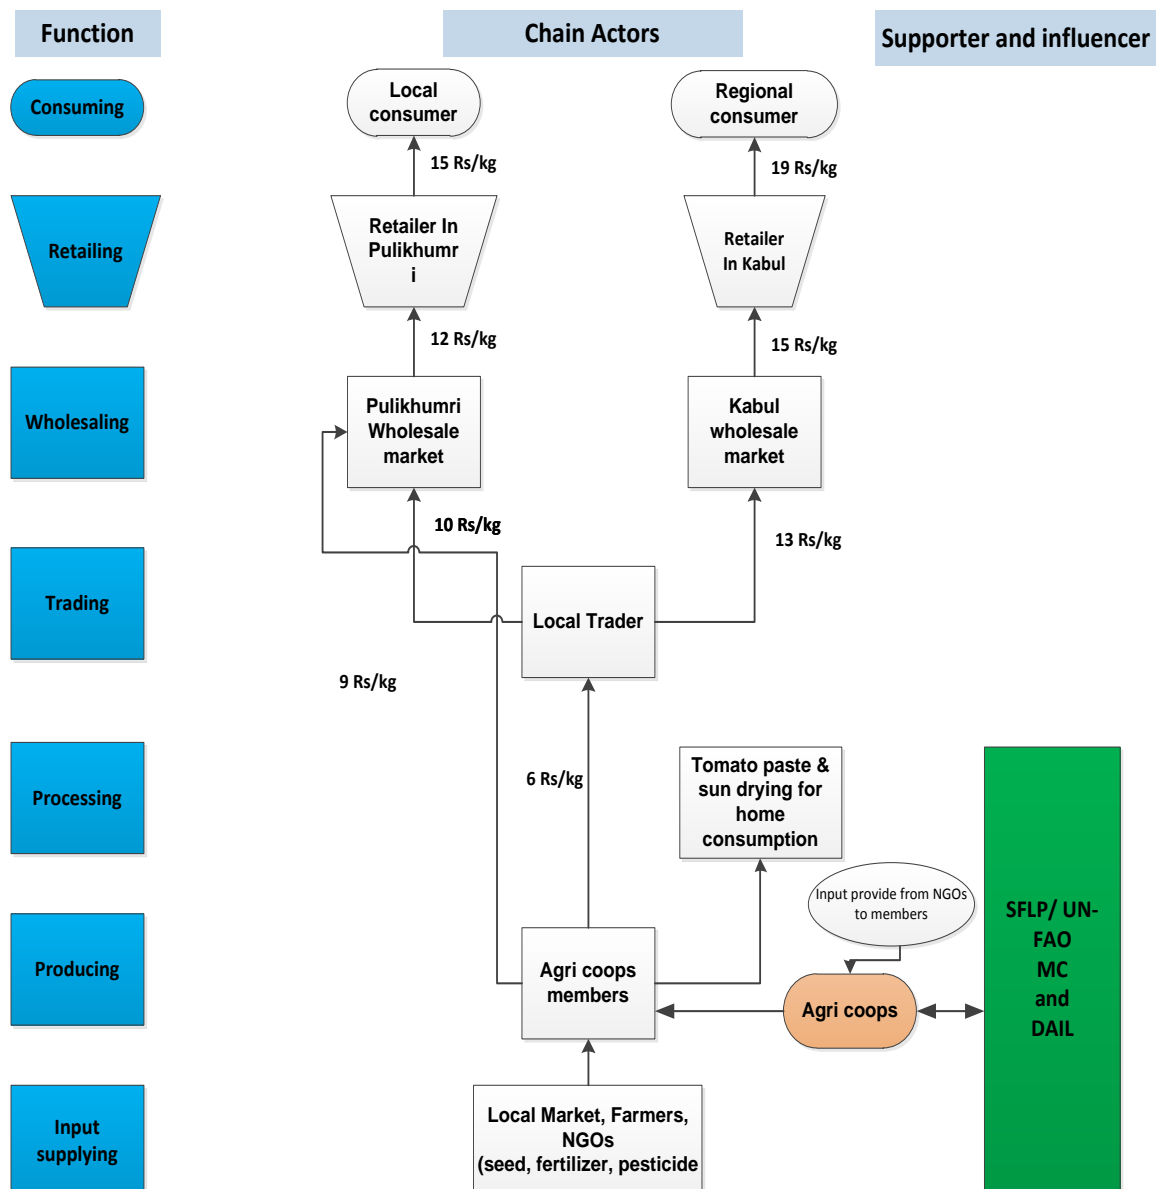 Function
Chain Actors
Supporter and influencer
Consuming
Local
consumer
Regional
consumer
15 Rs/kg
19 Rs/kg
Retailing
Retailer In
Pulikhumr
i
Retailer
In Kabul
12 Rs/kg
15 Rs/kg
Wholesaling
Pulikhumri
Wholesale
market
Kabul
wholesale
market
10 Rs/kg
13 Rs/kg
Trading
Local Trader
9 Rs/kg
Processing
6 Rs/kg
Tomato paste &
sun drying for
home
consumption
Input provide from NGOs
to members
SFLP/ UN-
FAO
MC
and
DAIL
Producing
Agri coops
members
Agri coops
Input
supplying
Local Market, Farmers,
NGOs
(seed, fertilizer, pesticide